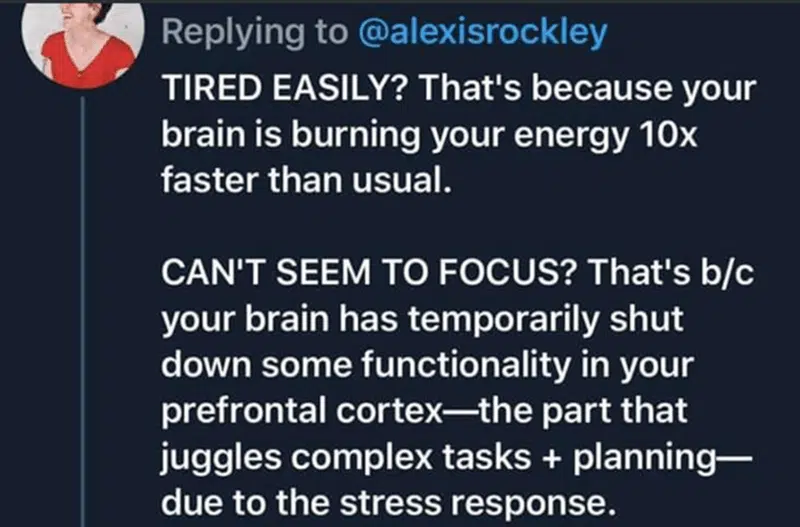 Replying to @alexisrockley
TIRED EASILY? That's because your
brain is burning your energy 10x
faster than usual.
CAN'T SEEM TO FOCUS? That's b/c
your brain has temporarily shut
down some functionality in your
prefrontal cortex—the part that
juggles complex tasks + planning—
due to the stress response.